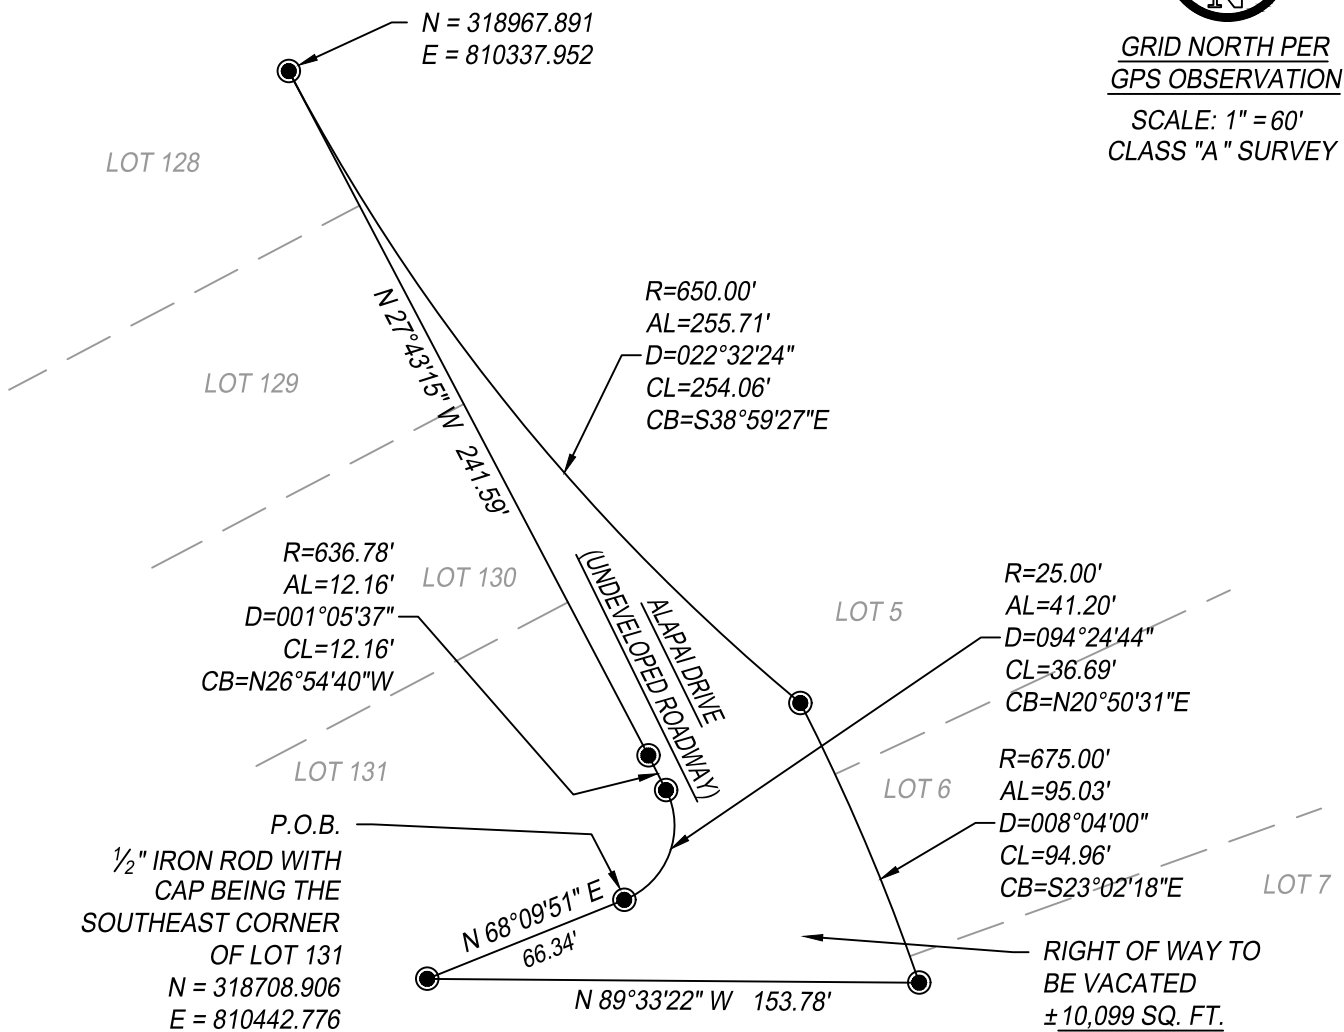 N = 318967.891
E = 810337.952
N
GRID NORTH PER
GPS OBSERVATION
SCALE: 1" = 60'
CLASS "A" SURVEY
LOT 128
R=650.00'
AL=255.71'
D=022°32'24"
CL=254.06'
CB=S38°59'27"E
N 27°43'15" W 241.59'
LOT 129
R=636.78'
AL=12.16'
D=001°05'37"
CL=12.16'
CB=N26°54'40"W
LOT 130
ALAPAI DRIVE
(UNDEVELOPED ROADWAY)
LOT 5
R=25.00'
AL=41.20'
D=094°24'44"
CL=36.69'
CB=N20°50'31"E
LOT 131
LOT 6
R=675.00'
AL=95.03'
D=008°04'00"
CL=94.96'
CB=S23°02'18"E
LOT 7
P.O.B.
½" IRON ROD WITH
CAP BEING THE
SOUTHEAST CORNER
OF LOT 131
N = 318708.906
E = 810442.776
N 68°09'51" E
66.34'
N 89°33'22" W 153.78'
RIGHT OF WAY TO
BE VACATED
±10,099 SQ. FT.